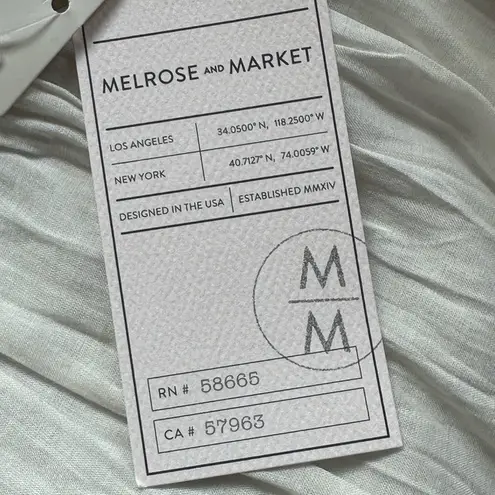 MELROSE AND MARKET
LOS ANGELES 34.0500° N, 118.2500° W
NEW YORK 40.7127° N, 74.0059° W
DESIGNED IN THE USA ESTABLISHED MMXIV
M
M
RN # 58665
CA # 57963